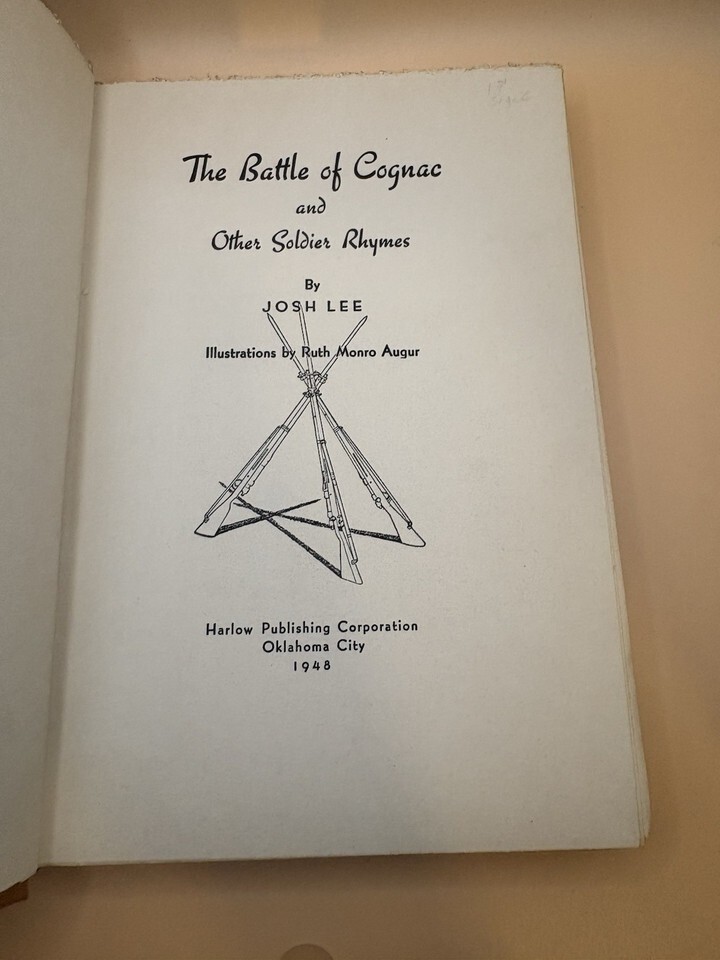 The Battle of Cognac
and
Other Soldier Rhymes
By
JOSH LEE
Illustrations by Ruth Monro Augur
Harlow Publishing Corporation
Oklahoma City
1948